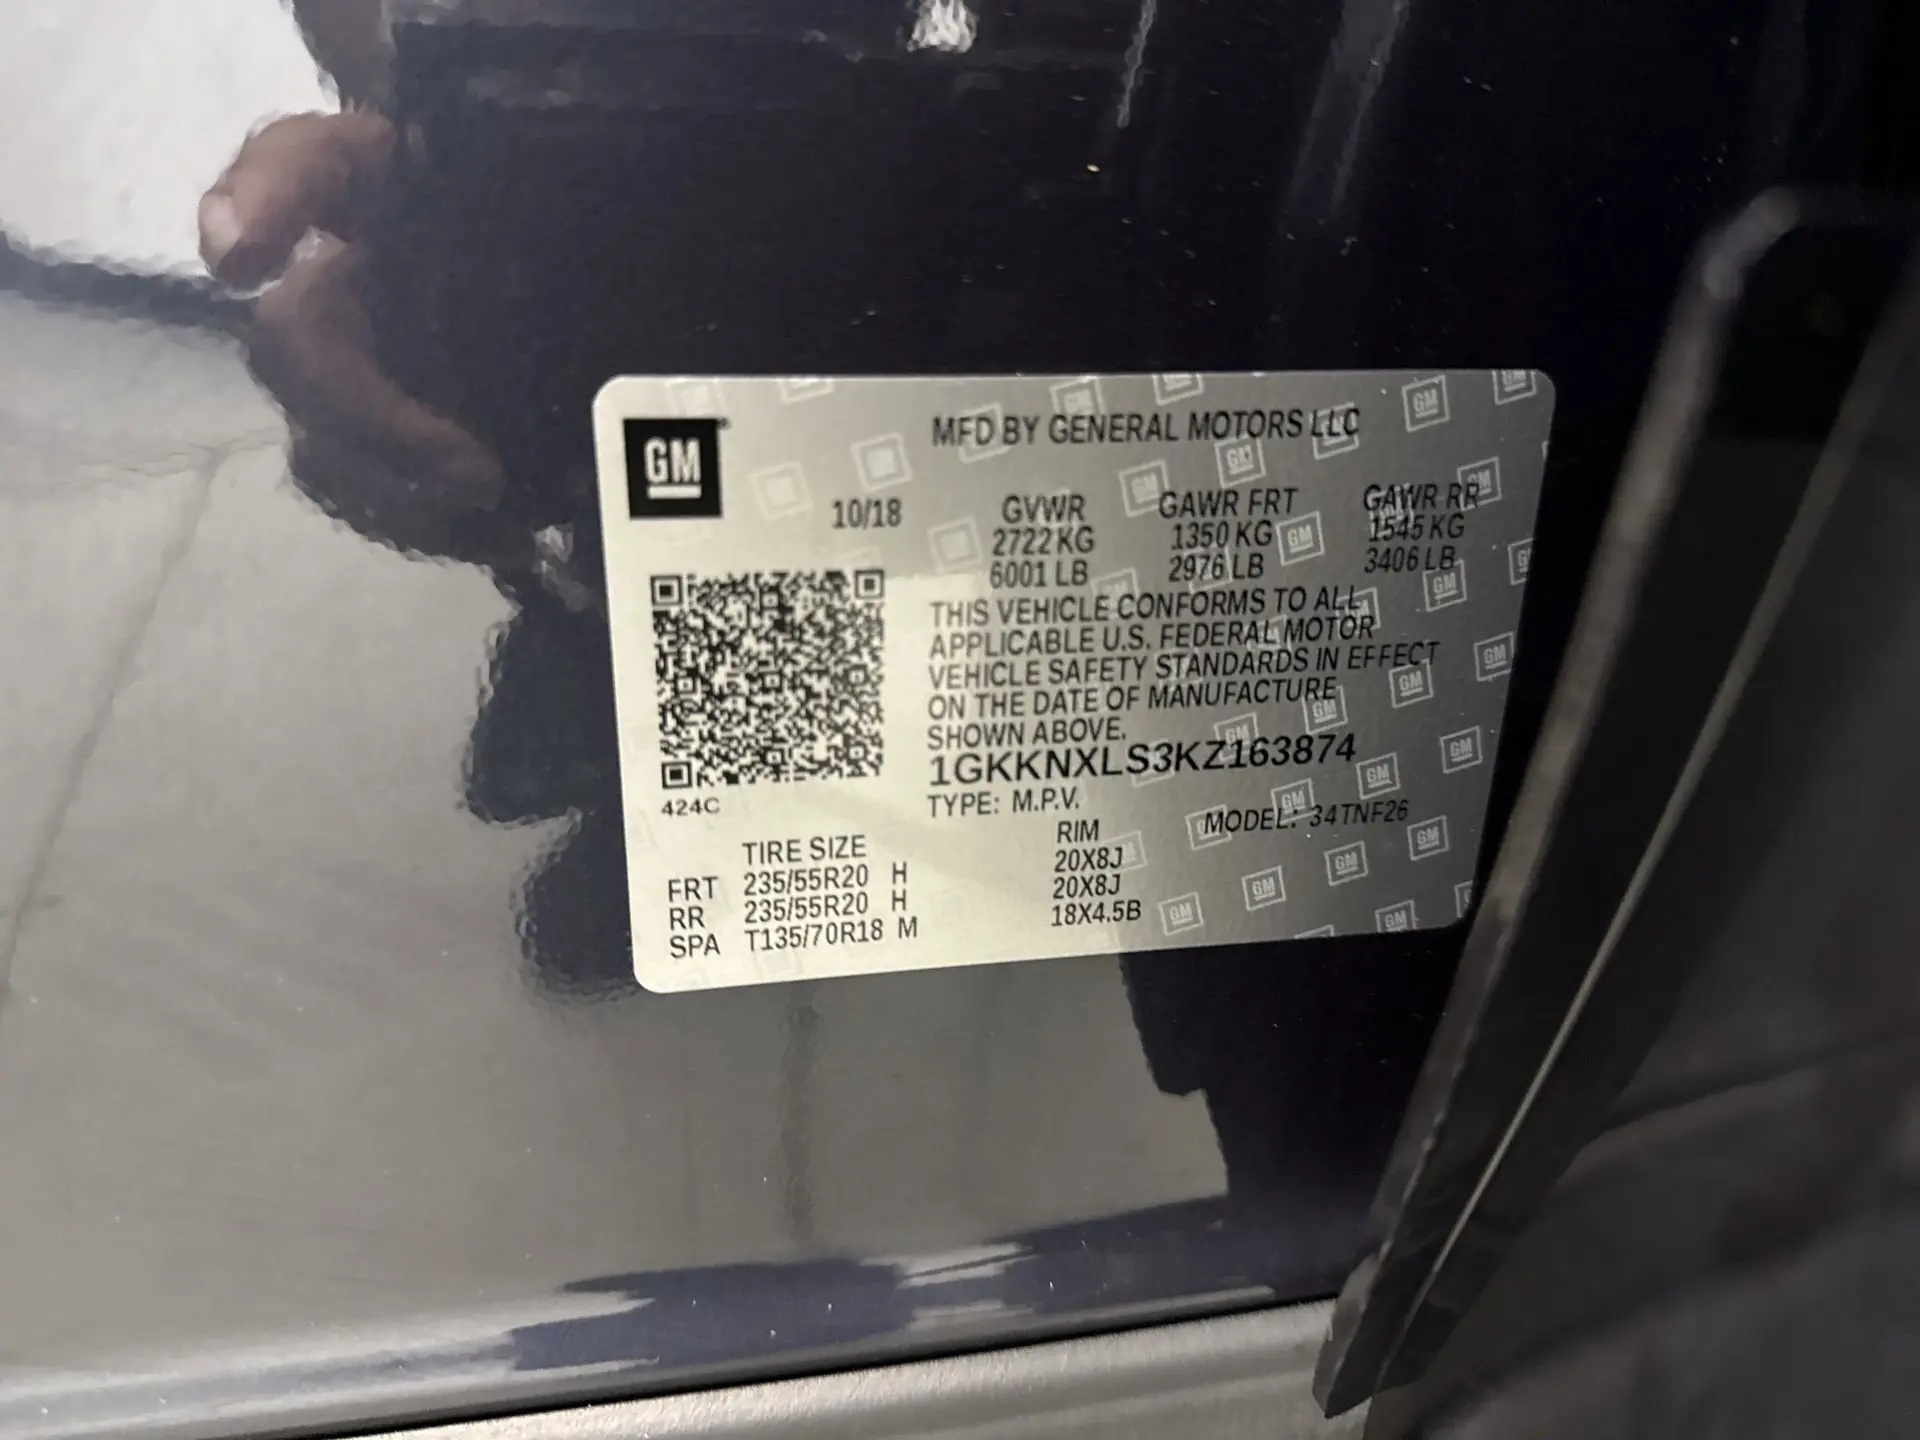 GM
MFD BY GENERAL MOTORS LLC
10/18 GVWR GAWR FRT GAWR RR
2722 KG 1350 KG 1545 KG
6001 LB 2976 LB 3406 LB
THIS VEHICLE CONFORMS TO ALL
APPLICABLE U.S. FEDERAL MOTOR
VEHICLE SAFETY STANDARDS IN EFFECT
ON THE DATE OF MANUFACTURE
SHOWN ABOVE.
1GKKNXLS3KZ163874
424C
TYPE: M.P.V. MODEL: 34TNF26
TIRE SIZE RIM
FRT 235/55R20 H 20X8J
RR 235/55R20 H 20X8J
SPA T135/70R18 M 18X4.5B